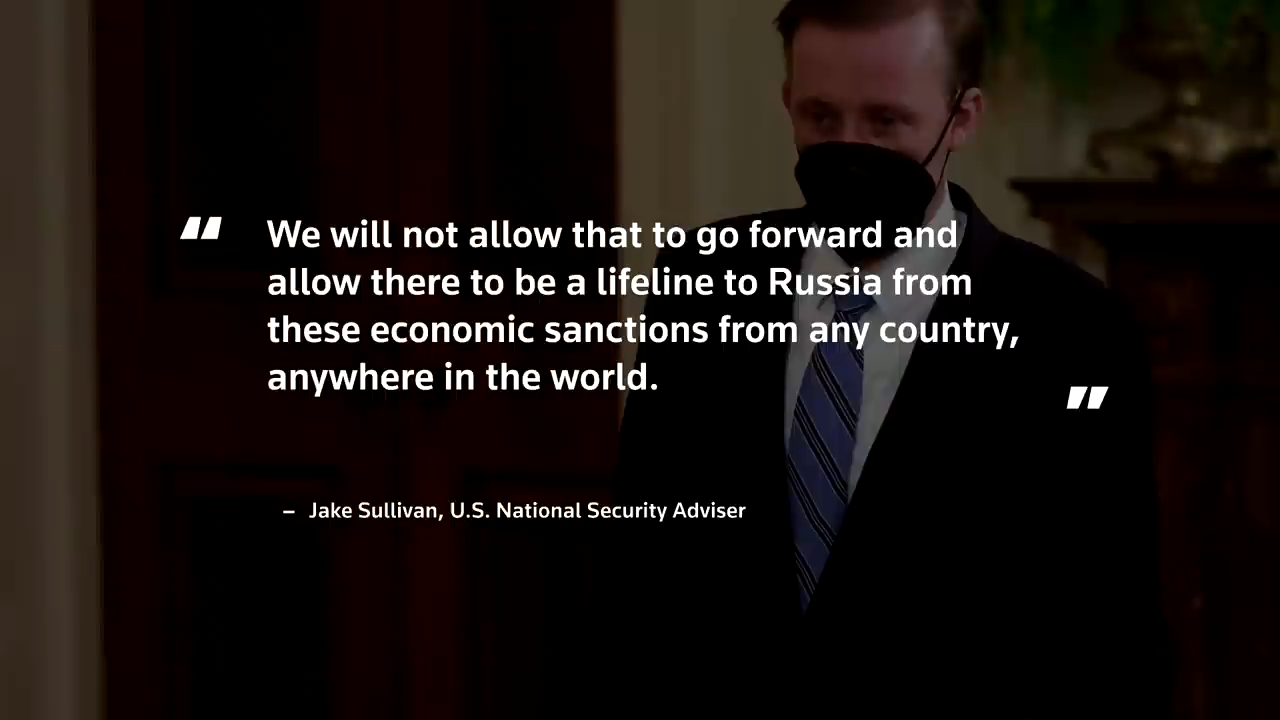 “
We will not allow that to go forward and
allow there to be a lifeline to Russia from
these economic sanctions from any country,
anywhere in the world.
”
– Jake Sullivan, U.S. National Security Adviser